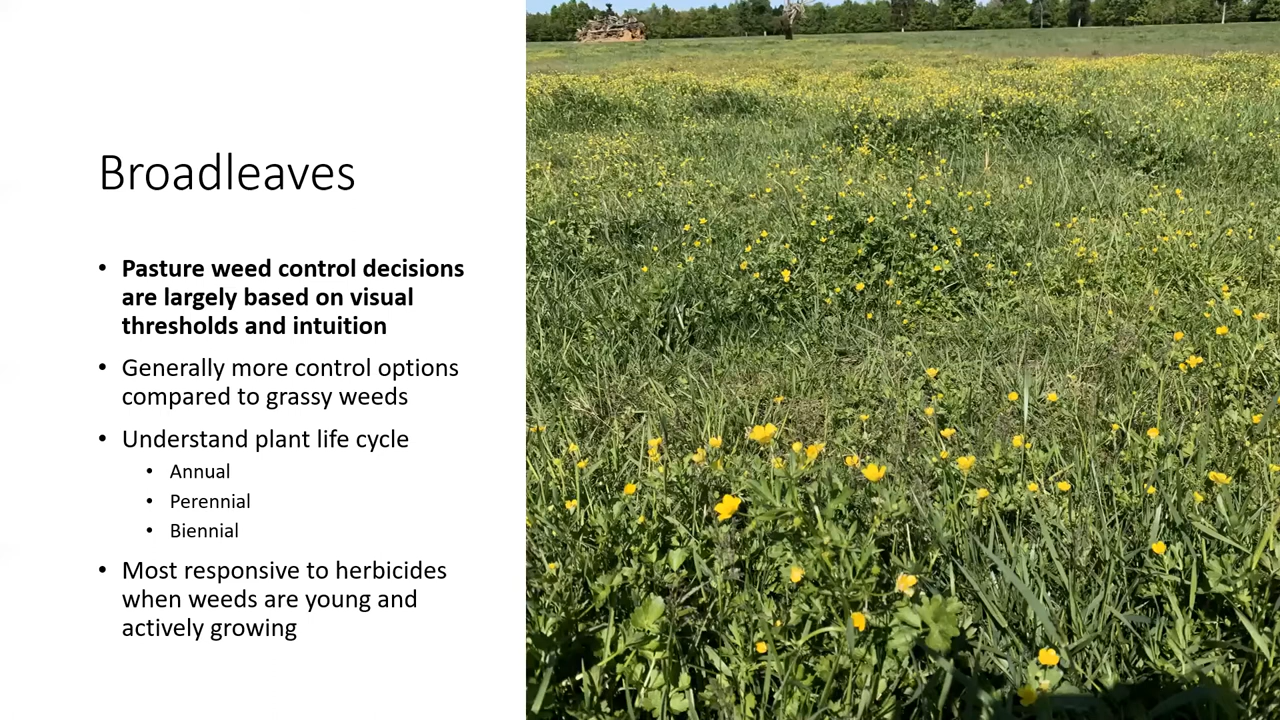 Broadleaves
• Pasture weed control decisions
are largely based on visual
thresholds and intuition
• Generally more control options
compared to grassy weeds
• Understand plant life cycle
• Annual
• Perennial
• Biennial
• Most responsive to herbicides
when weeds are young and
actively growing